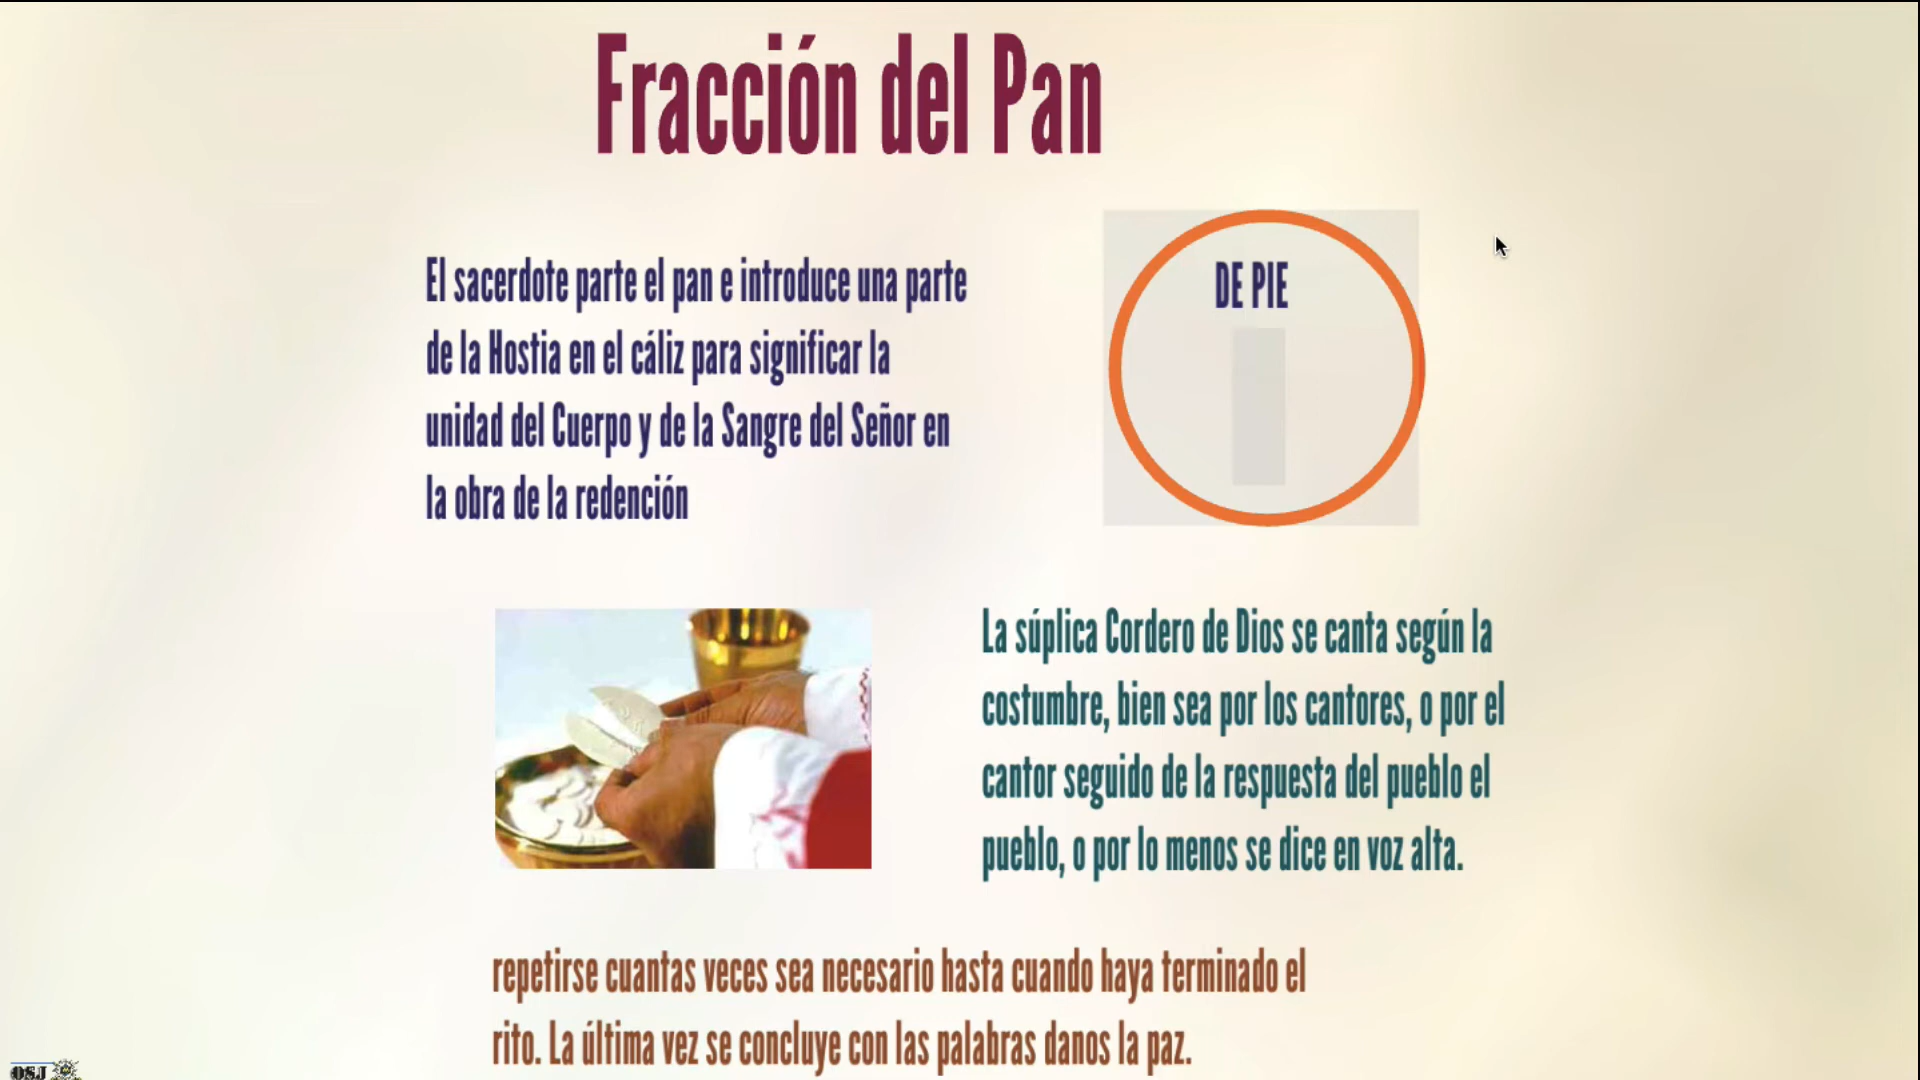 Fracción del Pan
El sacerdote parte el pan e introduce una parte
de la Hostia en el cáliz para significar la
unidad del Cuerpo y de la Sangre del Señor en
la obra de la redención
DE PIE
La súplica Cordero de Dios se canta según la
costumbre, bien sea por los cantores, o por el
cantor seguido de la respuesta del pueblo el
pueblo, o por lo menos se dice en voz alta.
repetirse cuantas veces sea necesario hasta cuando haya terminado el
rito. La última vez se concluye con las palabras danos la paz.
OSJ